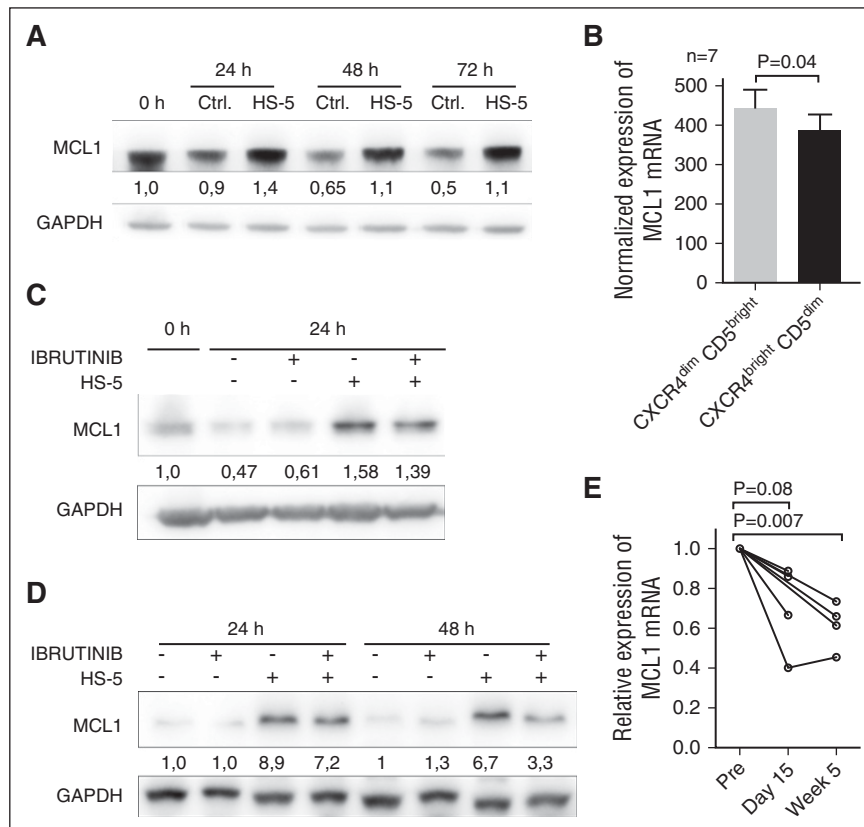 A
24 h 48 h 72 h
0 h Ctrl. HS-5 Ctrl. HS-5 Ctrl. HS-5
MCL1
1,0 0,9 1,4 0,65 1,1 0,5 1,1
GAPDH
B
n=7
P=0.04
Normalized expression of
MCL1 mRNA
500
400
300
200
100
0
CXCR4dim CD5bright
CXCR4bright CD5dim
C
0 h 24 h
IBRUTINIB - + - +
HS-5 - - + +
MCL1
1,0 0,47 0,61 1,58 1,39
GAPDH
D
24 h 48 h
IBRUTINIB - + - + - + - +
HS-5 - - + + - - + +
MCL1
1,0 1,0 8,9 7,2 1 1,3 6,7 3,3
GAPDH
E
P=0.08
P=0.007
Relative expression of
MCL1 mRNA
1.0
0.8
0.6
0.4
0.2
0.0
Pre
Day 15
Week 5